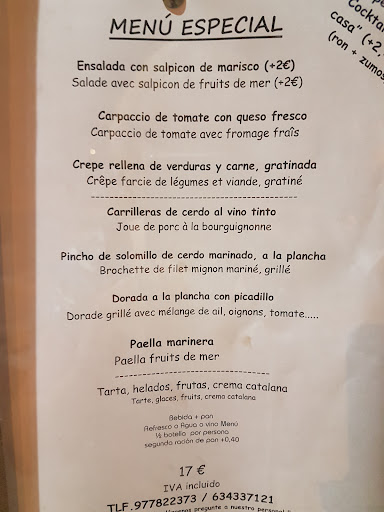 MENÚ ESPECIAL
Cocktai
casa" (+2,
(ron + zumos
Ensalada con salpicon de marisco (+2€)
Salade avec salpicon de fruits de mer (+2€)
Carpaccio de tomate con queso fresco
Carpaccio de tomate avec fromage fraîs
Crepe rellena de verduras y carne, gratinada
Crêpe farcie de légumes et viande, gratiné
Carrilleras de cerdo al vino tinto
Joue de porc à la bourguignonne
Pincho de solomillo de cerdo marinado, a la plancha
Brochette de filet mignon mariné, grillé
Dorada a la plancha con picadillo
Dorade grillé avec mélange de ail, oignons, tomate.....
Paella marinera
Paella fruits de mer
Tarta, helados, frutas, crema catalana
Tarte, glaces, fruits, crema catalana
Bebida + pan
Refresco o Agua o vino Menú
½ botella por persona
segunda ración de pan +0,40
17 €
IVA incluido
TLF.977822373 / 634337121
pregunte a nuestro personal